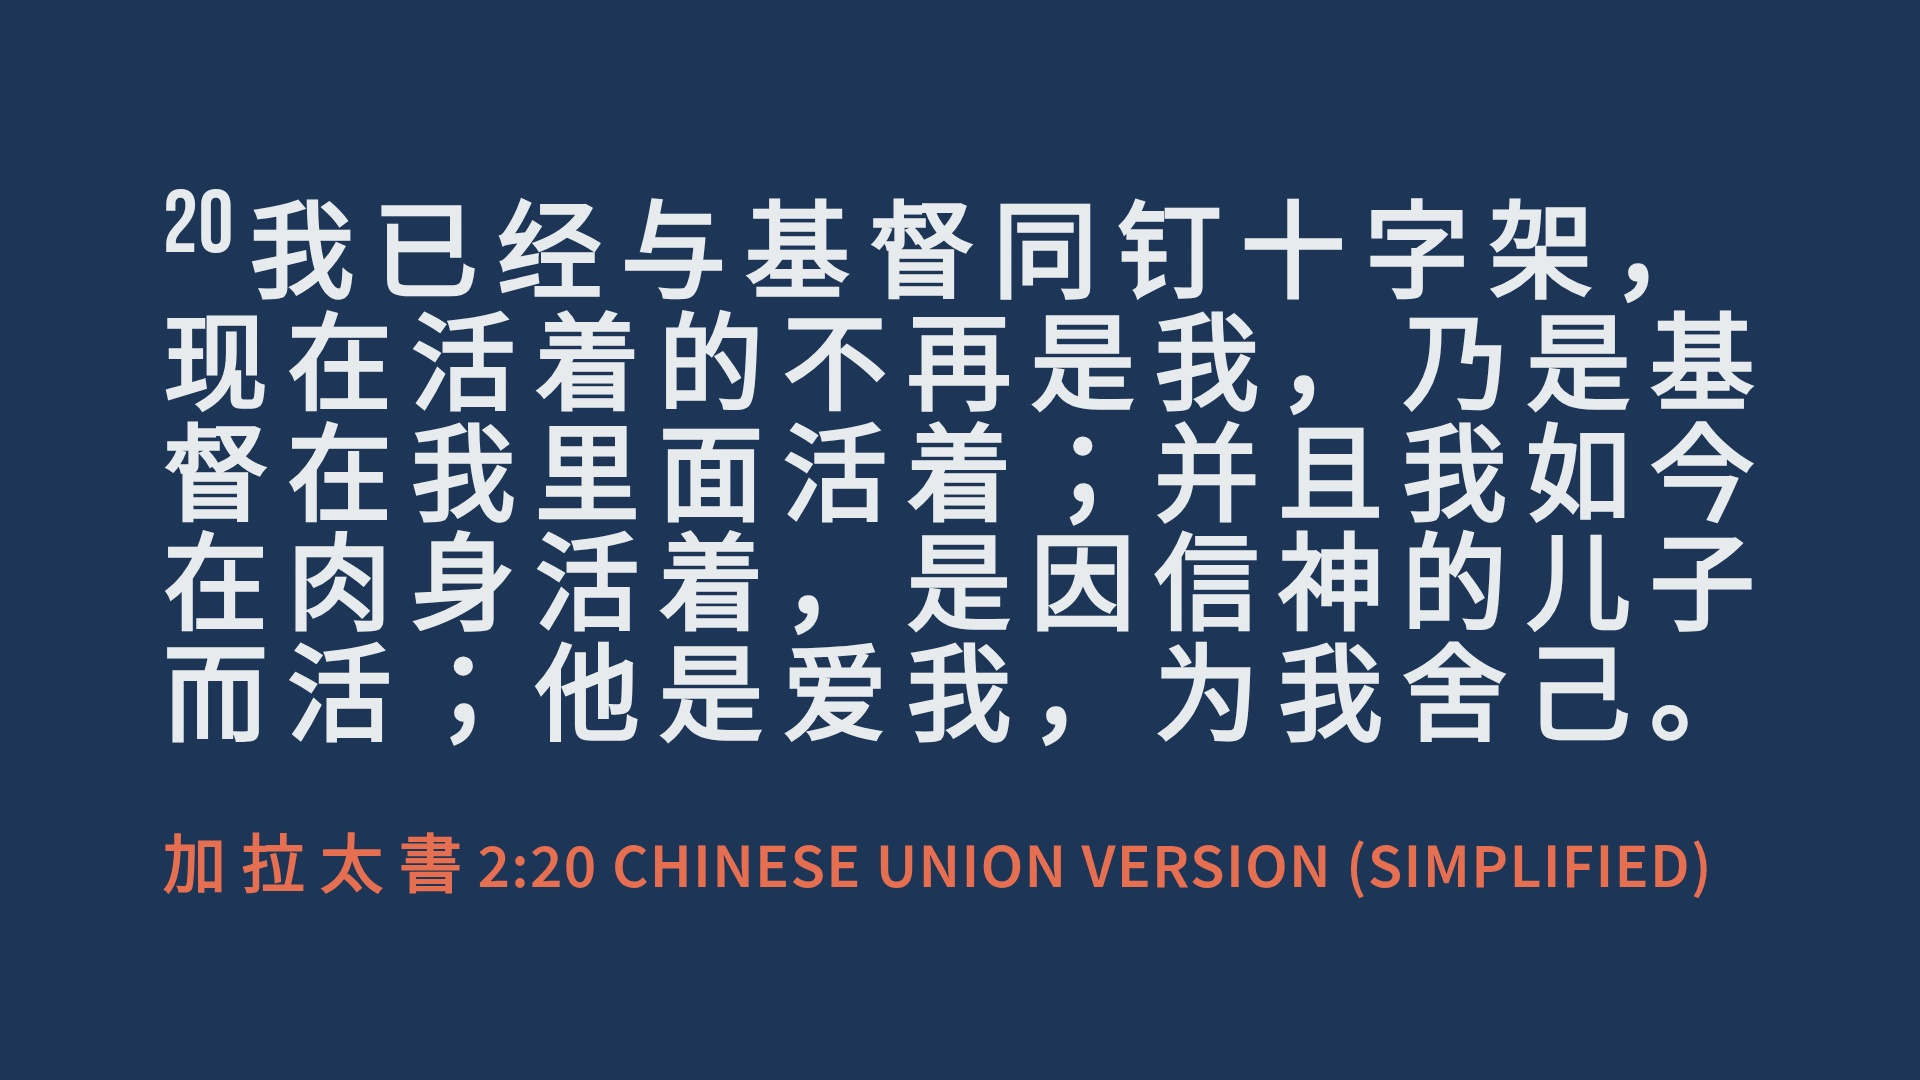 20 我已经与基督同钉十字架，
现在活着的不再是我，乃是基
督在我里面活着；并且我如今
在肉身活着，是因信神的儿子
而活；他是爱我，为我舍己。
加拉太書 2:20 CHINESE UNION VERSION (SIMPLIFIED)